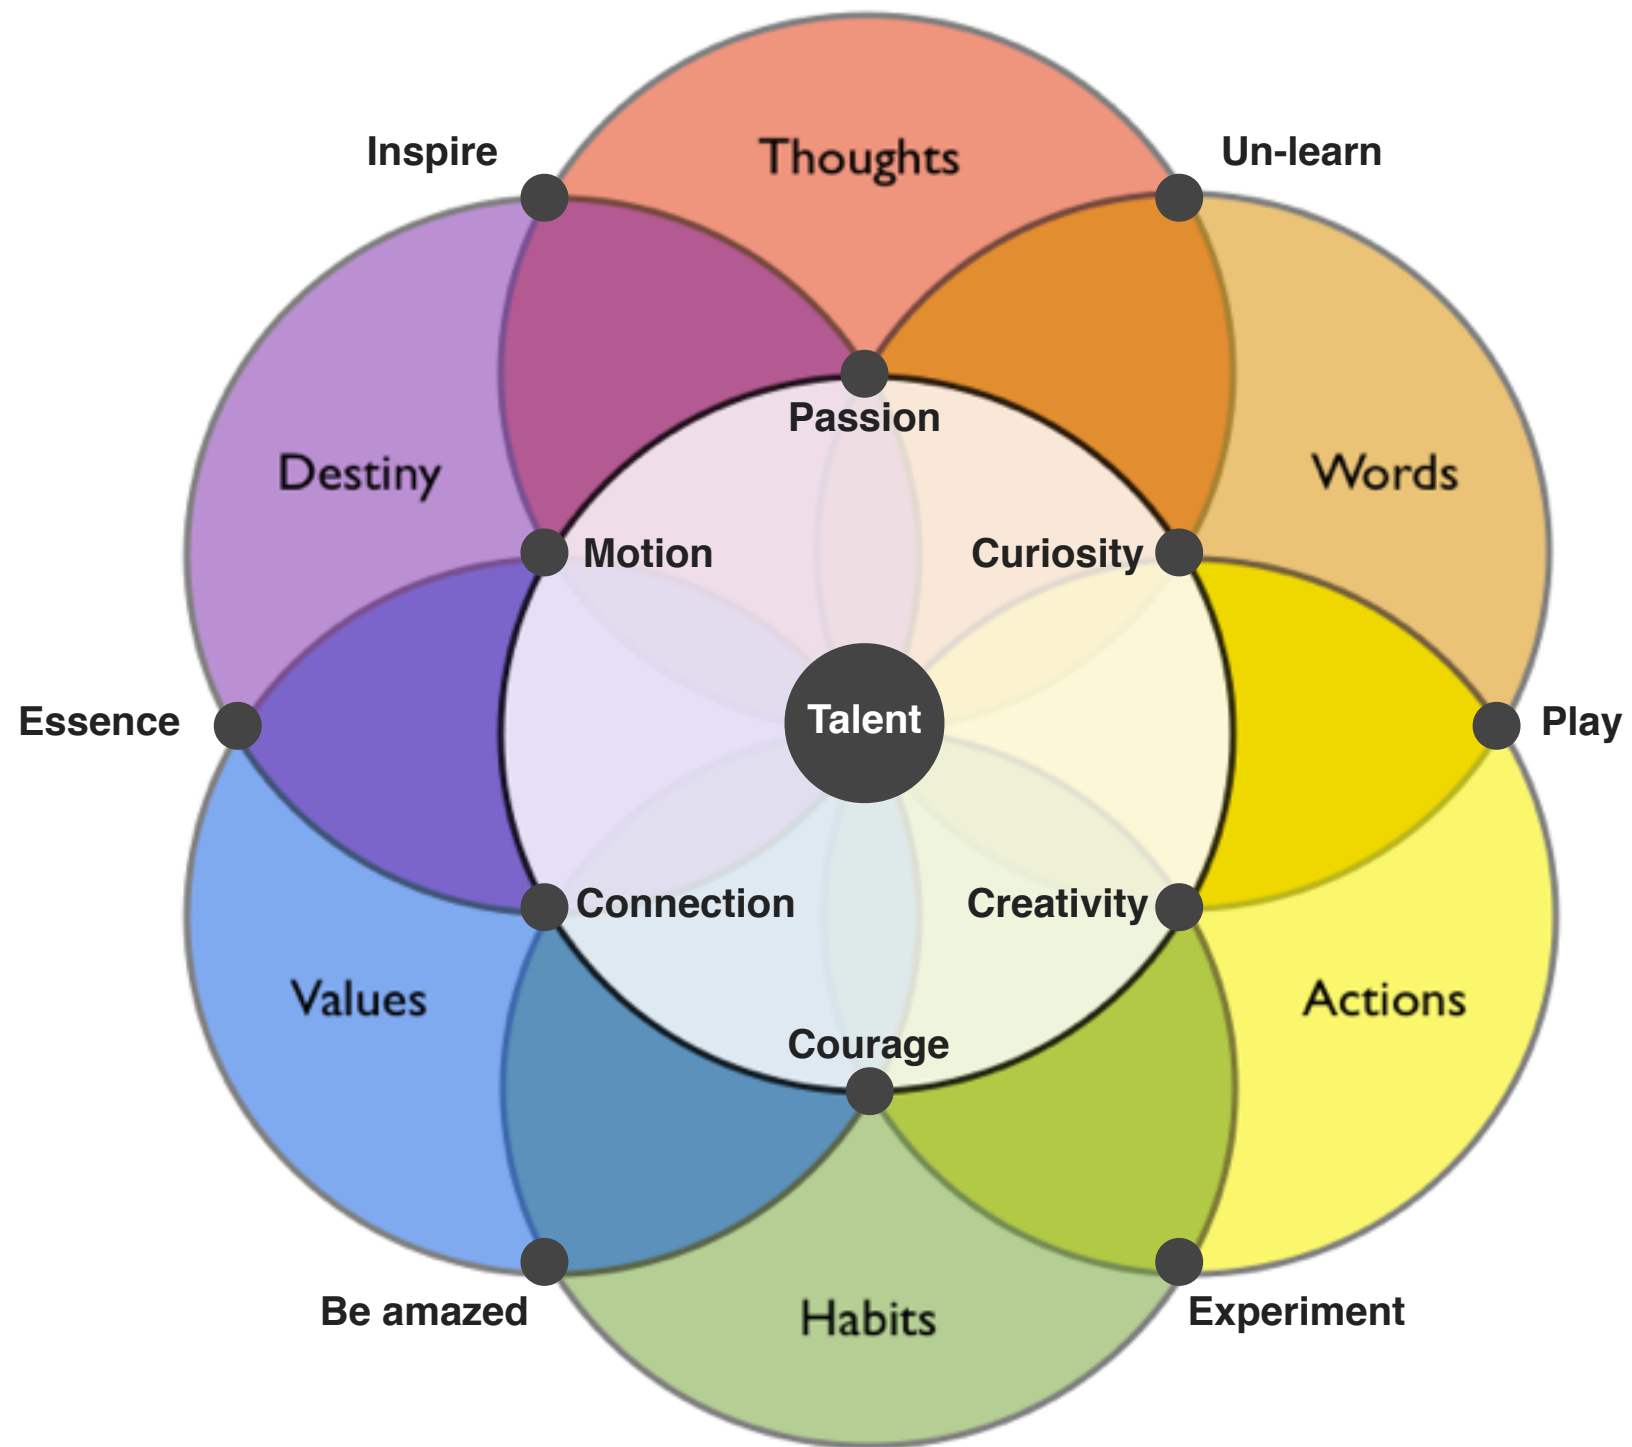 Inspire
Thoughts
Un-learn
Passion
Destiny
Words
Motion
Curiosity
Essence
Talent
Play
Connection
Creativity
Values
Actions
Courage
Be amazed
Habits
Experiment